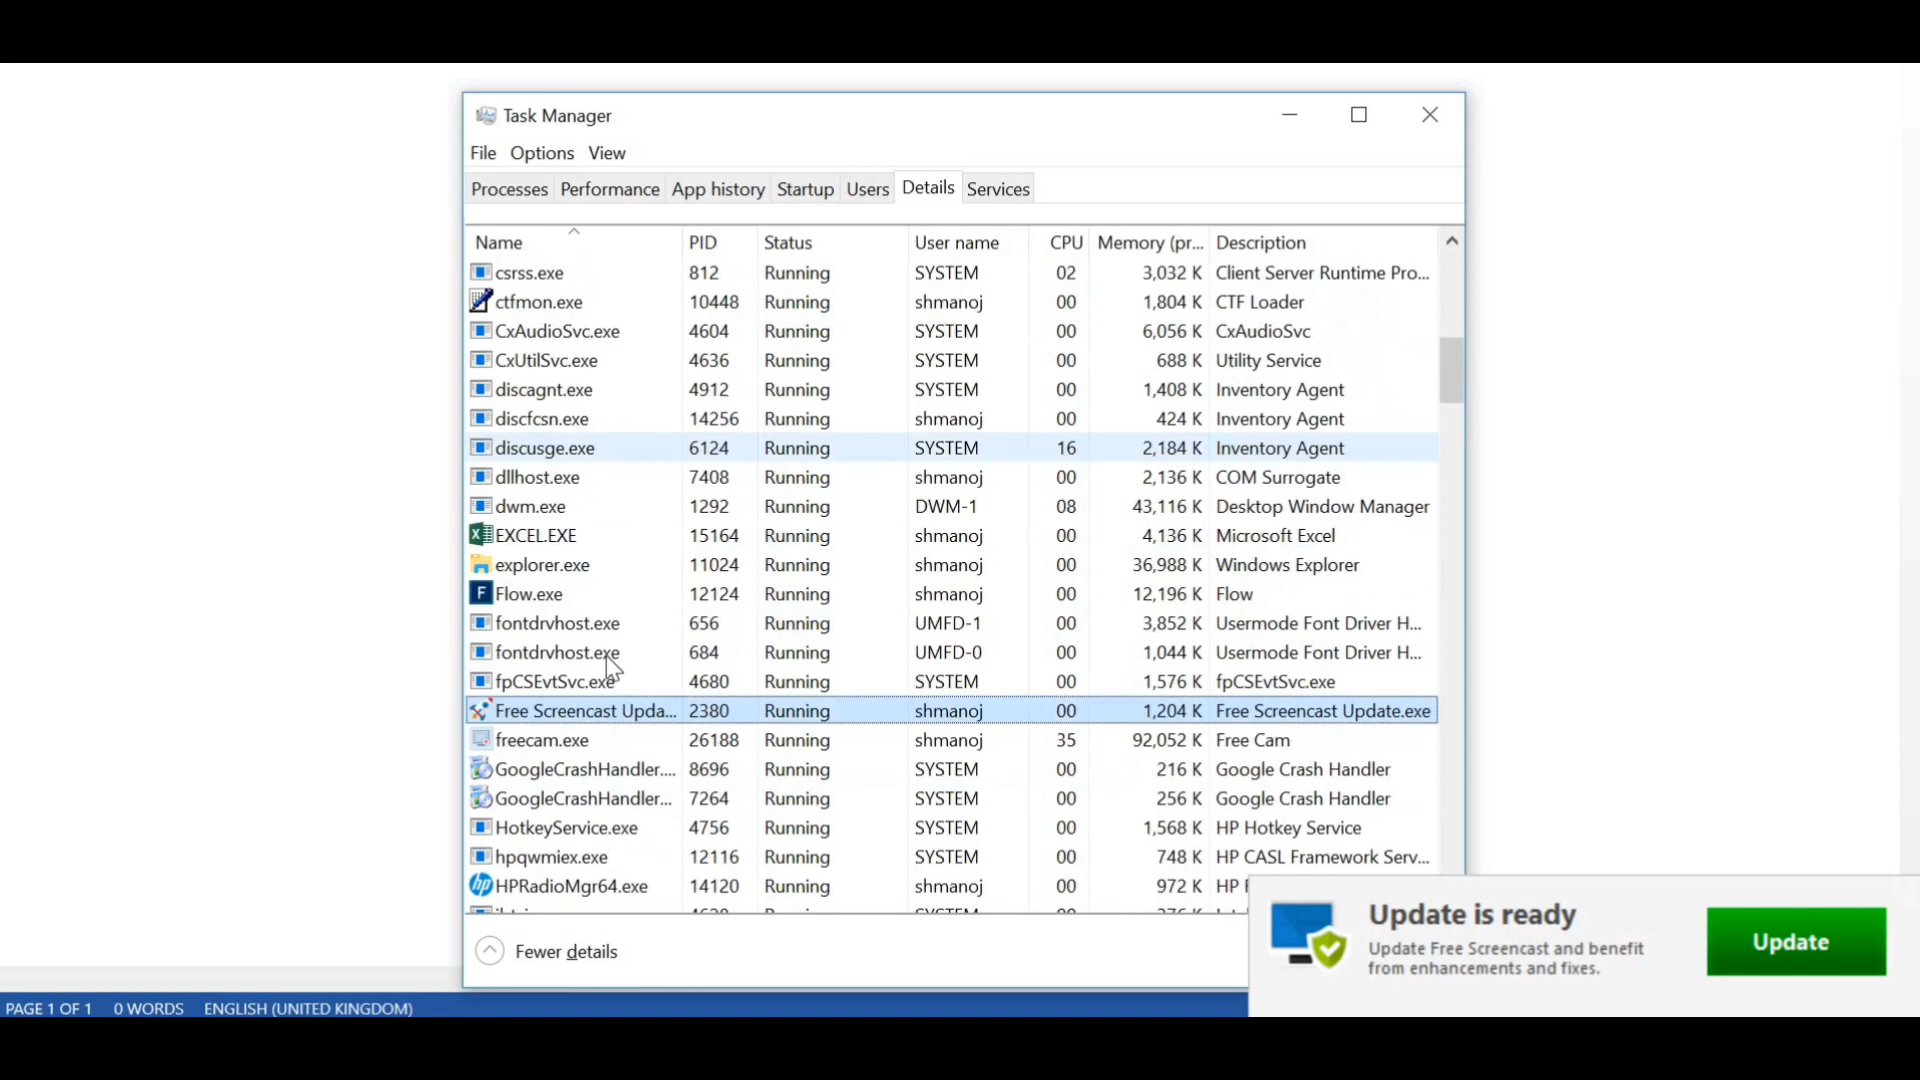 Task Manager
File Options View
Processes Performance App history Startup Users Details Services
Name PID Status User name CPU Memory (pr... Description
csrss.exe 812 Running SYSTEM 02 3,032 K Client Server Runtime Pro...
ctfmon.exe 10448 Running shmanoj 00 1,804 K CTF Loader
CxAudioSvc.exe 4604 Running SYSTEM 00 6,056 K CxAudioSvc
CxUtilSvc.exe 4636 Running SYSTEM 00 688 K Utility Service
discagnt.exe 4912 Running SYSTEM 00 1,408 K Inventory Agent
discfcsn.exe 14256 Running shmanoj 00 424 K Inventory Agent
discusge.exe 6124 Running SYSTEM 16 2,184 K Inventory Agent
dllhost.exe 7408 Running shmanoj 00 2,136 K COM Surrogate
dwm.exe 1292 Running DWM-1 08 43,116 K Desktop Window Manager
EXCEL.EXE 15164 Running shmanoj 00 4,136 K Microsoft Excel
explorer.exe 11024 Running shmanoj 00 36,988 K Windows Explorer
Flow.exe 12124 Running shmanoj 00 12,196 K Flow
fontdrvhost.exe 656 Running UMFD-1 00 3,852 K Usermode Font Driver H...
fontdrvhost.exe 684 Running UMFD-0 00 1,044 K Usermode Font Driver H...
fpCSEvtSvc.exe 4680 Running SYSTEM 00 1,576 K fpCSEvtSvc.exe
Free Screencast Upda... 2380 Running shmanoj 00 1,204 K Free Screencast Update.exe
freecam.exe 26188 Running shmanoj 35 92,052 K Free Cam
GoogleCrashHandler.... 8696 Running SYSTEM 00 216 K Google Crash Handler
GoogleCrashHandler... 7264 Running SYSTEM 00 256 K Google Crash Handler
HotkeyService.exe 4756 Running SYSTEM 00 1,568 K HP Hotkey Service
hpqwmiex.exe 12116 Running SYSTEM 00 748 K HP CASL Framework Serv...
HPRadioMgr64.exe 14120 Running shmanoj 00 972 K HP
Fewer details
Update is ready
Update Free Screencast and benefit
from enhancements and fixes.
Update
PAGE 1 OF 1 0 WORDS ENGLISH (UNITED KINGDOM)